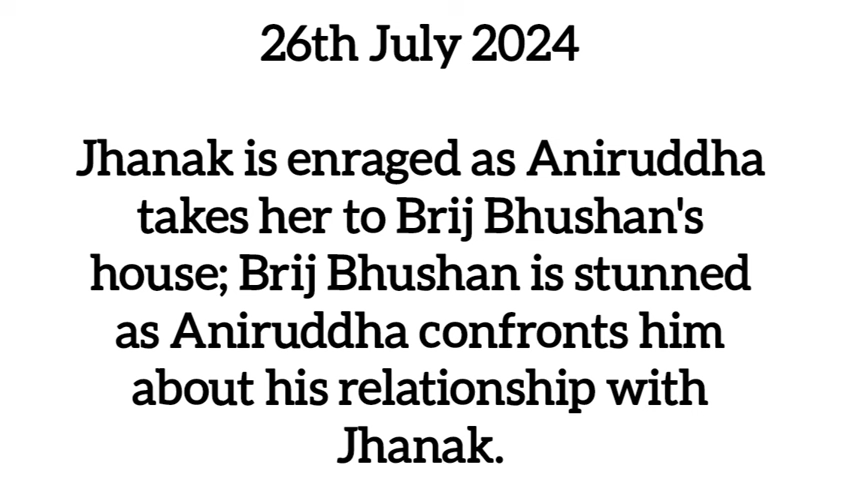 26th July 2024
Jhanak is enraged as Aniruddha
takes her to Brij Bhushan's
house; Brij Bhushan is stunned
as Aniruddha confronts him
about his relationship with
Jhanak.